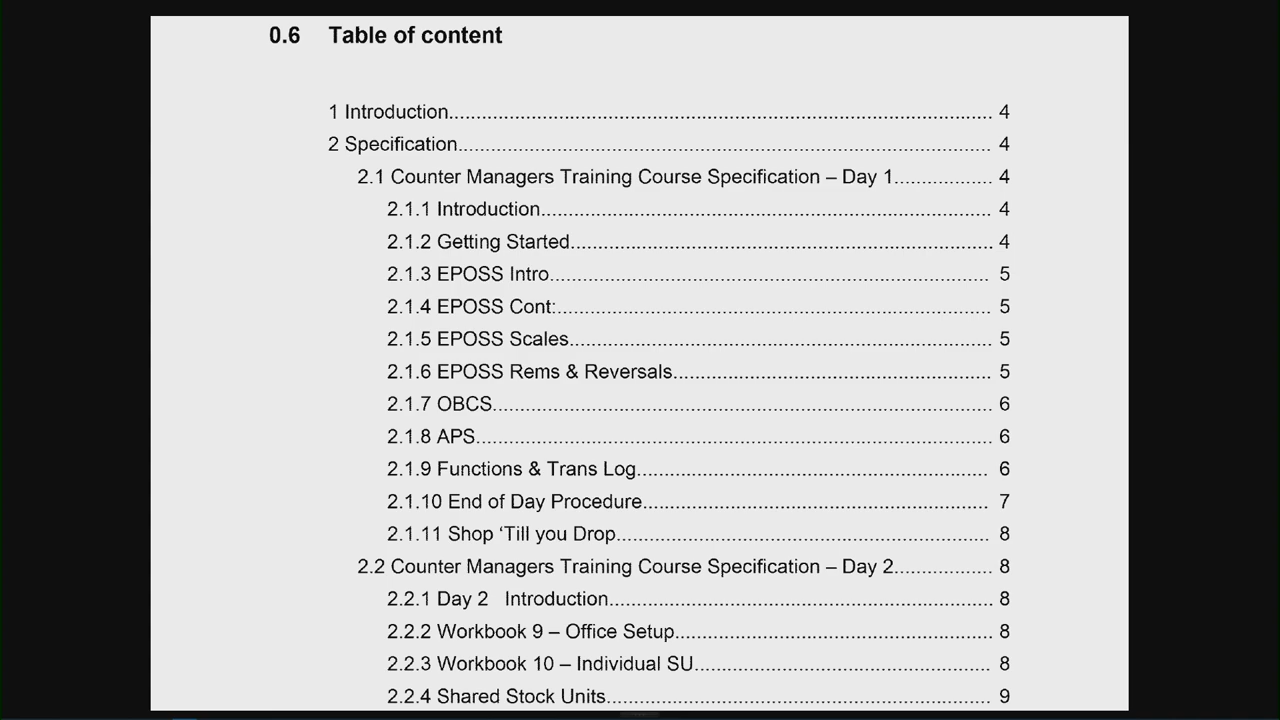 0.6 Table of content
1 Introduction.......... 4
2 Specification.......... 4
2.1 Counter Managers Training Course Specification – Day 1.......... 4
2.1.1 Introduction.......... 4
2.1.2 Getting Started.......... 4
2.1.3 EPOSS Intro.......... 5
2.1.4 EPOSS Cont:.......... 5
2.1.5 EPOSS Scales.......... 5
2.1.6 EPOSS Rems & Reversals.......... 5
2.1.7 OBCS.......... 6
2.1.8 APS.......... 6
2.1.9 Functions & Trans Log.......... 6
2.1.10 End of Day Procedure.......... 7
2.1.11 Shop ‘Till you Drop.......... 8
2.2 Counter Managers Training Course Specification – Day 2.......... 8
2.2.1 Day 2 Introduction.......... 8
2.2.2 Workbook 9 – Office Setup.......... 8
2.2.3 Workbook 10 – Individual SU.......... 8
2.2.4 Shared Stock Units.......... 9